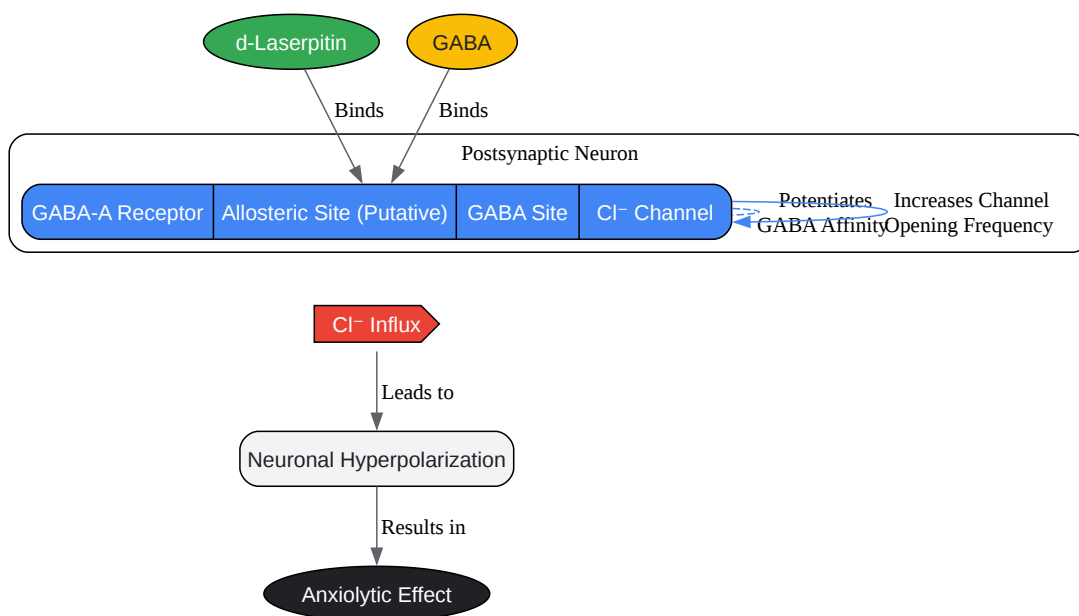 d-Laserpitin
GABA
Binds
Binds
Postsynaptic Neuron
GABA-A Receptor
Allosteric Site (Putative)
GABA Site
Cl⁻ Channel
Potentiates
GABA Affinity
Increases Channel
Opening Frequency
Cl⁻ Influx
Leads to
Neuronal Hyperpolarization
Results in
Anxiolytic Effect